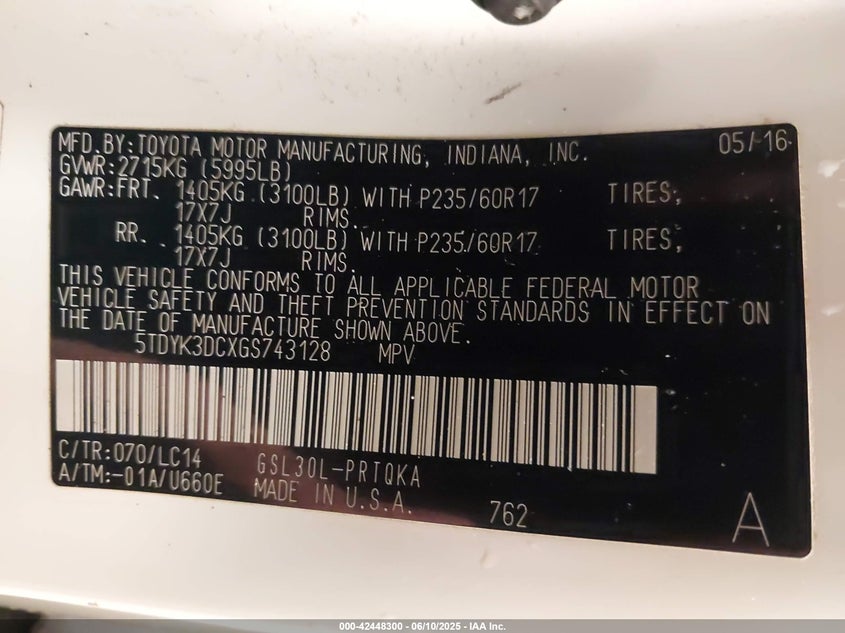 MFD.BY:TOYOTA MOTOR MANUFACTURING, INDIANA, INC. 05/16
GVWR:2715KG (5995LB)
GAWR:FRT. 1405KG (3100LB) WITH P235/60R17 TIRES;
17X7J RIMS.
RR. 1405KG (3100LB) WITH P235/60R17 TIRES;
17X7J RIMS.
THIS VEHICLE CONFORMS TO ALL APPLICABLE FEDERAL MOTOR
VEHICLE SAFETY AND THEFT PREVENTION STANDARDS IN EFFECT ON
THE DATE OF MANUFACTURE SHOWN ABOVE.
5TDYK3DCXGS743128 MPV
C/TR:070/LC14 GSL30L-PRTQKA
A/TM:-01A/U660E MADE IN U.S.A. 762 A
000-42448300 - 06/10/2025 - IAA Inc.